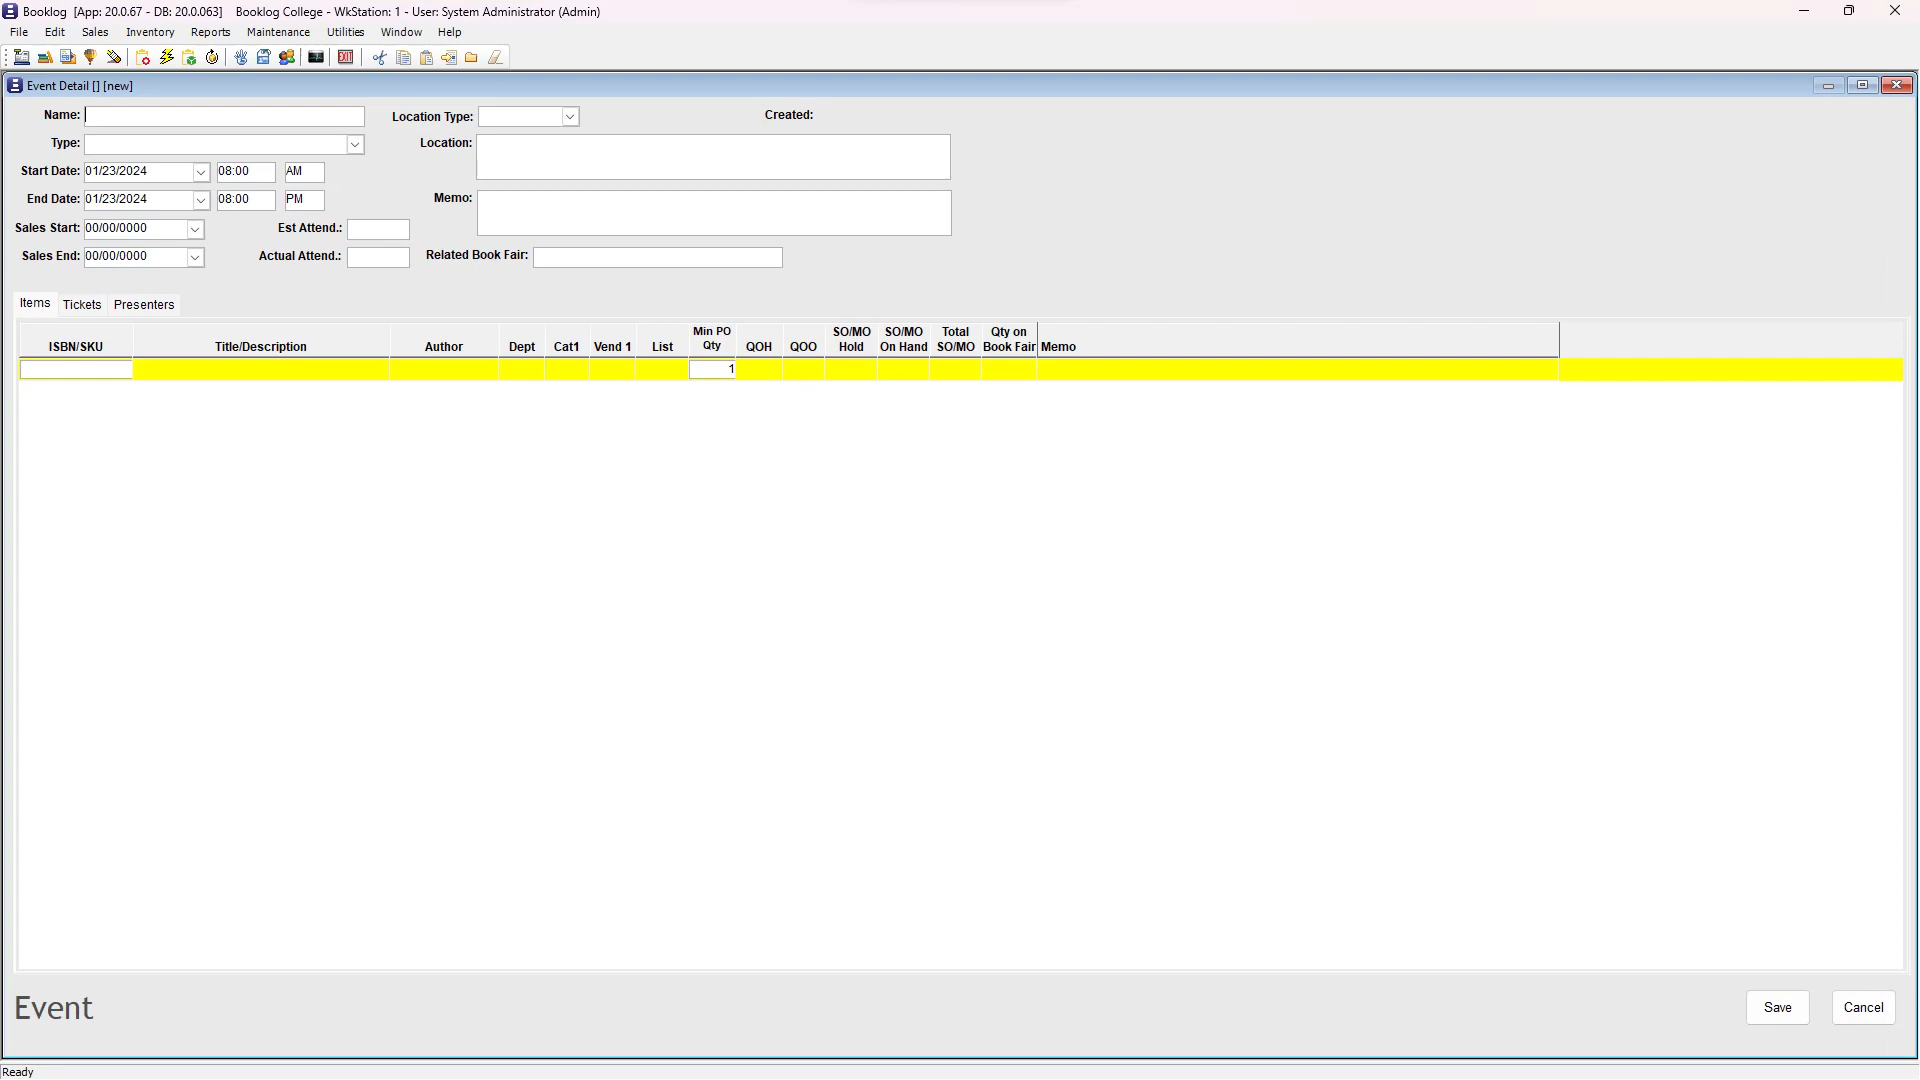 Booklog [App: 20.0.67 - DB: 20.0.063] Booklog College - WkStation: 1 - User: System Administrator (Admin)
File Edit Sales Inventory Reports Maintenance Utilities Window Help
EXIT
Event Detail [] [new]
Name: Location Type: Created:
Type: Location:
Start Date: 01/23/2024 08:00 AM
End Date: 01/23/2024 08:00 PM Memo:
Sales Start: 00/00/0000 Est Attend.:
Sales End: 00/00/0000 Actual Attend.: Related Book Fair:
Items Tickets Presenters
ISBN/SKU Title/Description Author Dept Cat1 Vend 1 List Min PO Qty QOH QOO SO/MO Hold SO/MO On Hand Total SO/MO Qty on Book Fair Memo
1
Event Save Cancel
Ready